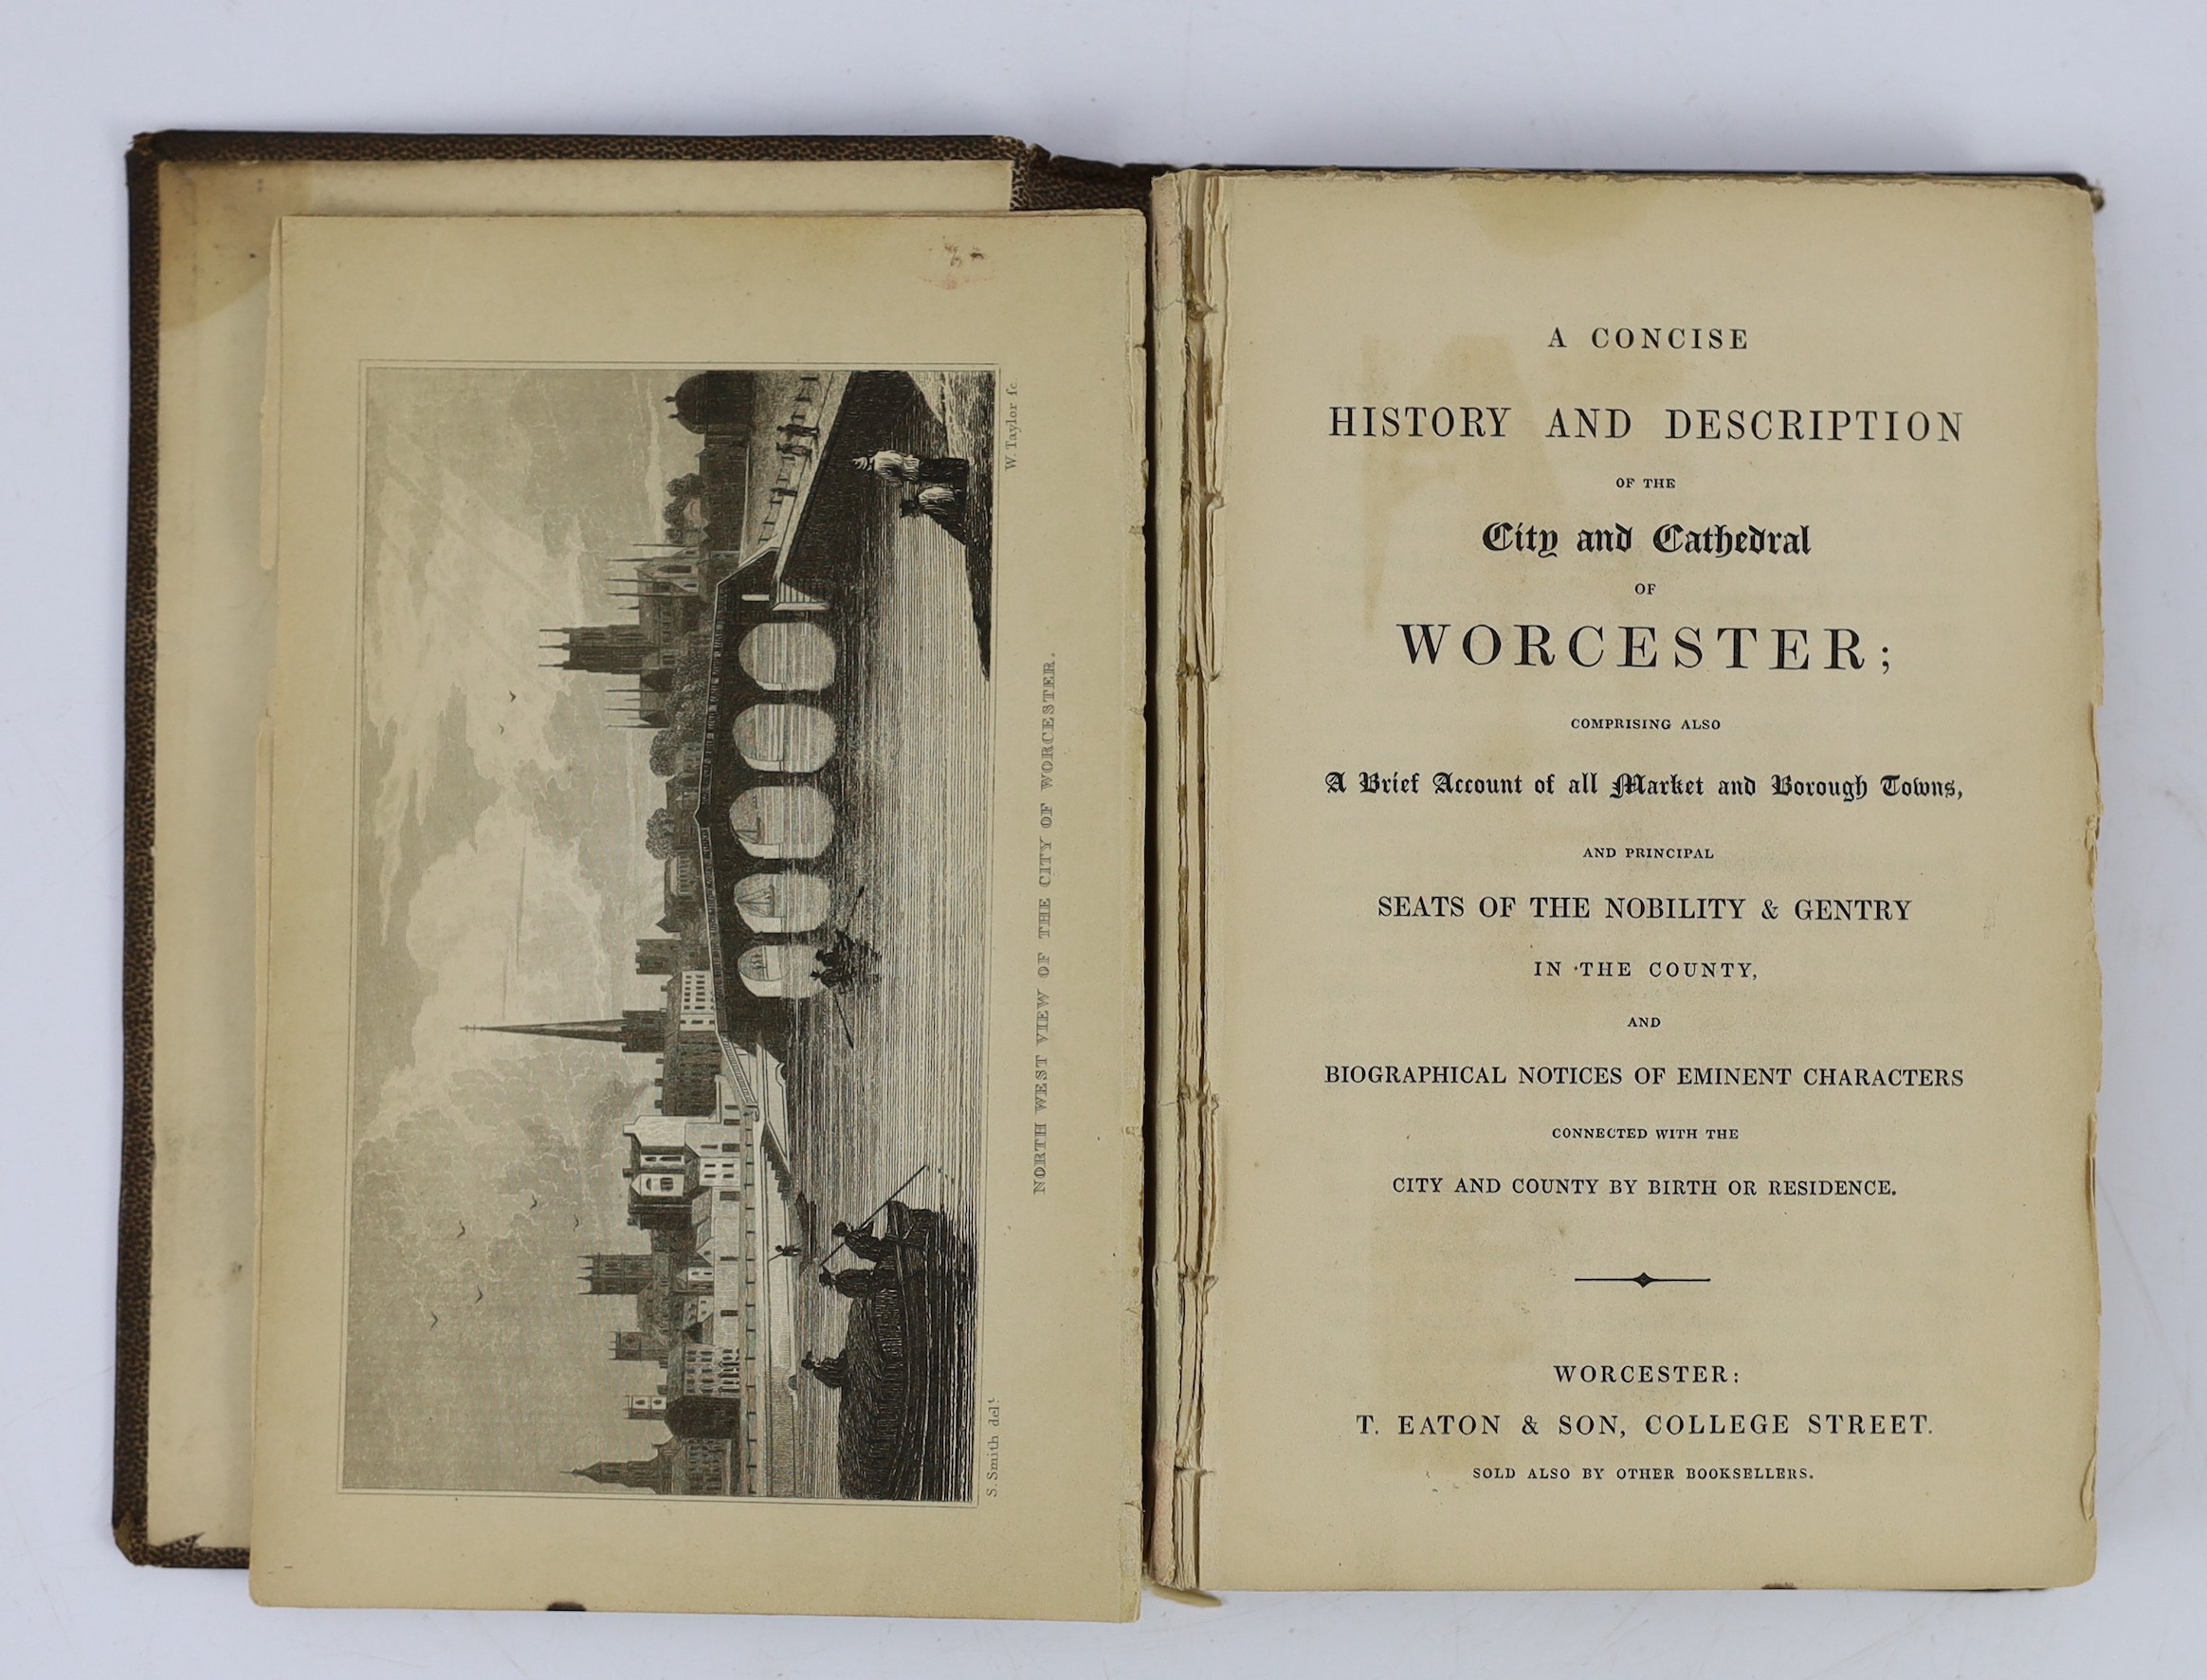 S. Smith delt.
W. Taylor sc.
NORTH WEST VIEW OF THE CITY OF WORCESTER.
A CONCISE
HISTORY AND DESCRIPTION
OF THE
City and Cathedral
OF
WORCESTER;
COMPRISING ALSO
A Brief Account of all Market and Borough Towns,
AND PRINCIPAL
SEATS OF THE NOBILITY & GENTRY
IN THE COUNTY,
AND
BIOGRAPHICAL NOTICES OF EMINENT CHARACTERS
CONNECTED WITH THE
CITY AND COUNTY BY BIRTH OR RESIDENCE.
WORCESTER:
T. EATON & SON, COLLEGE STREET.
SOLD ALSO BY OTHER BOOKSELLERS.